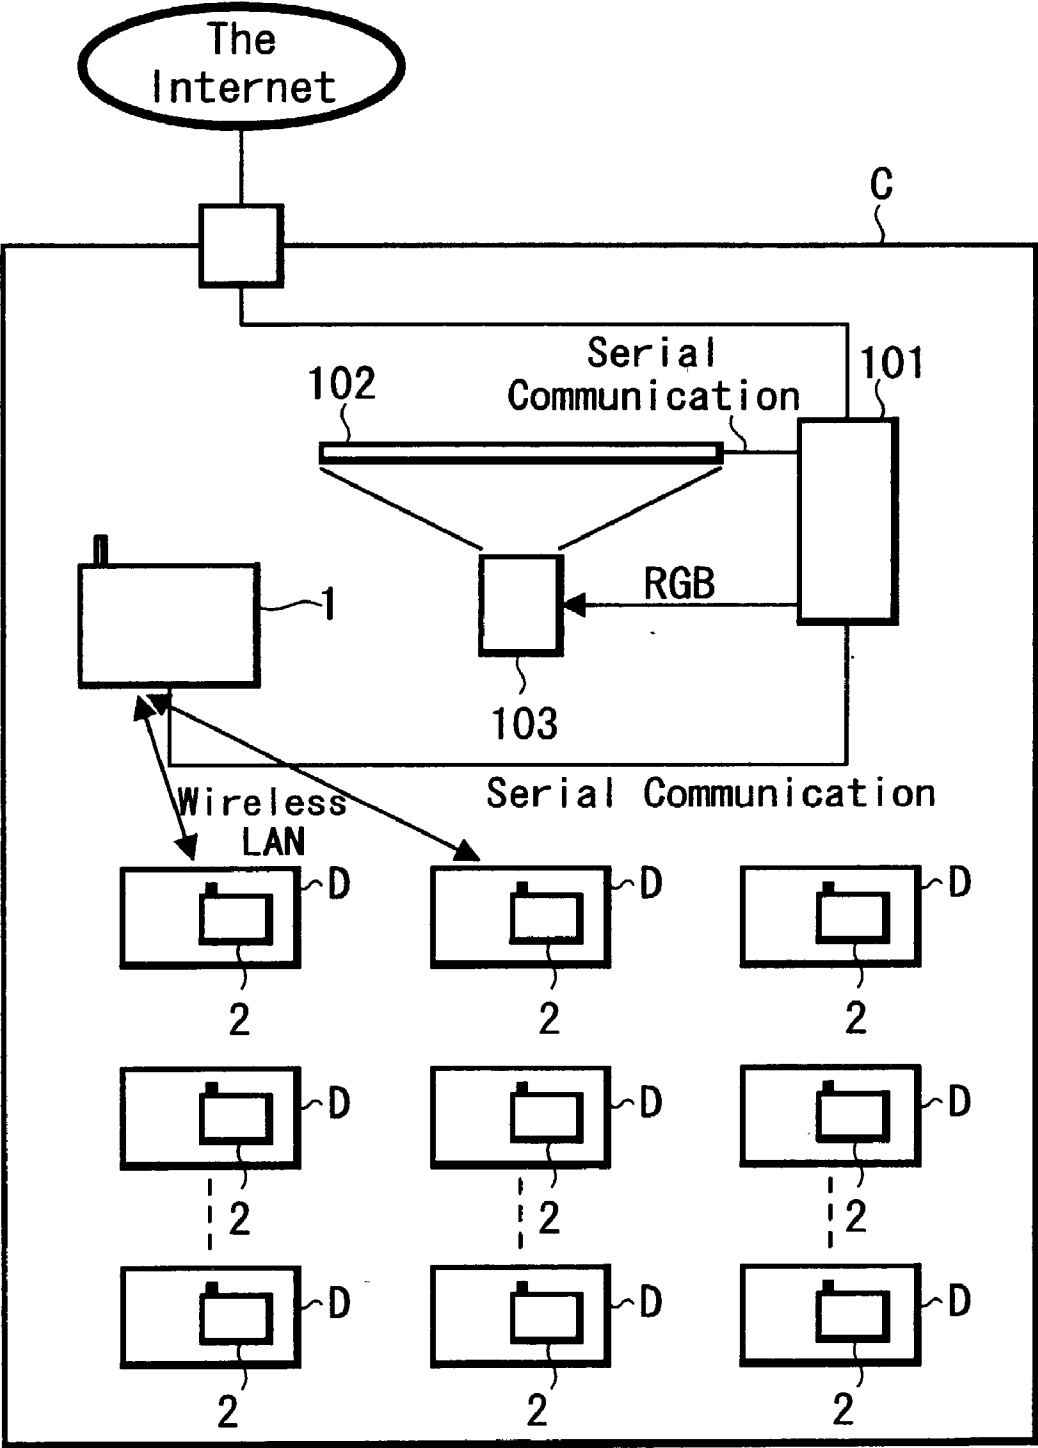 The
Internet
C
Serial
Communication
101
102
RGB
1
103
Serial Communication
Wireless
LAN
D
D
D
2
2
2
D
D
D
2
2
2
D
D
D
2
2
2